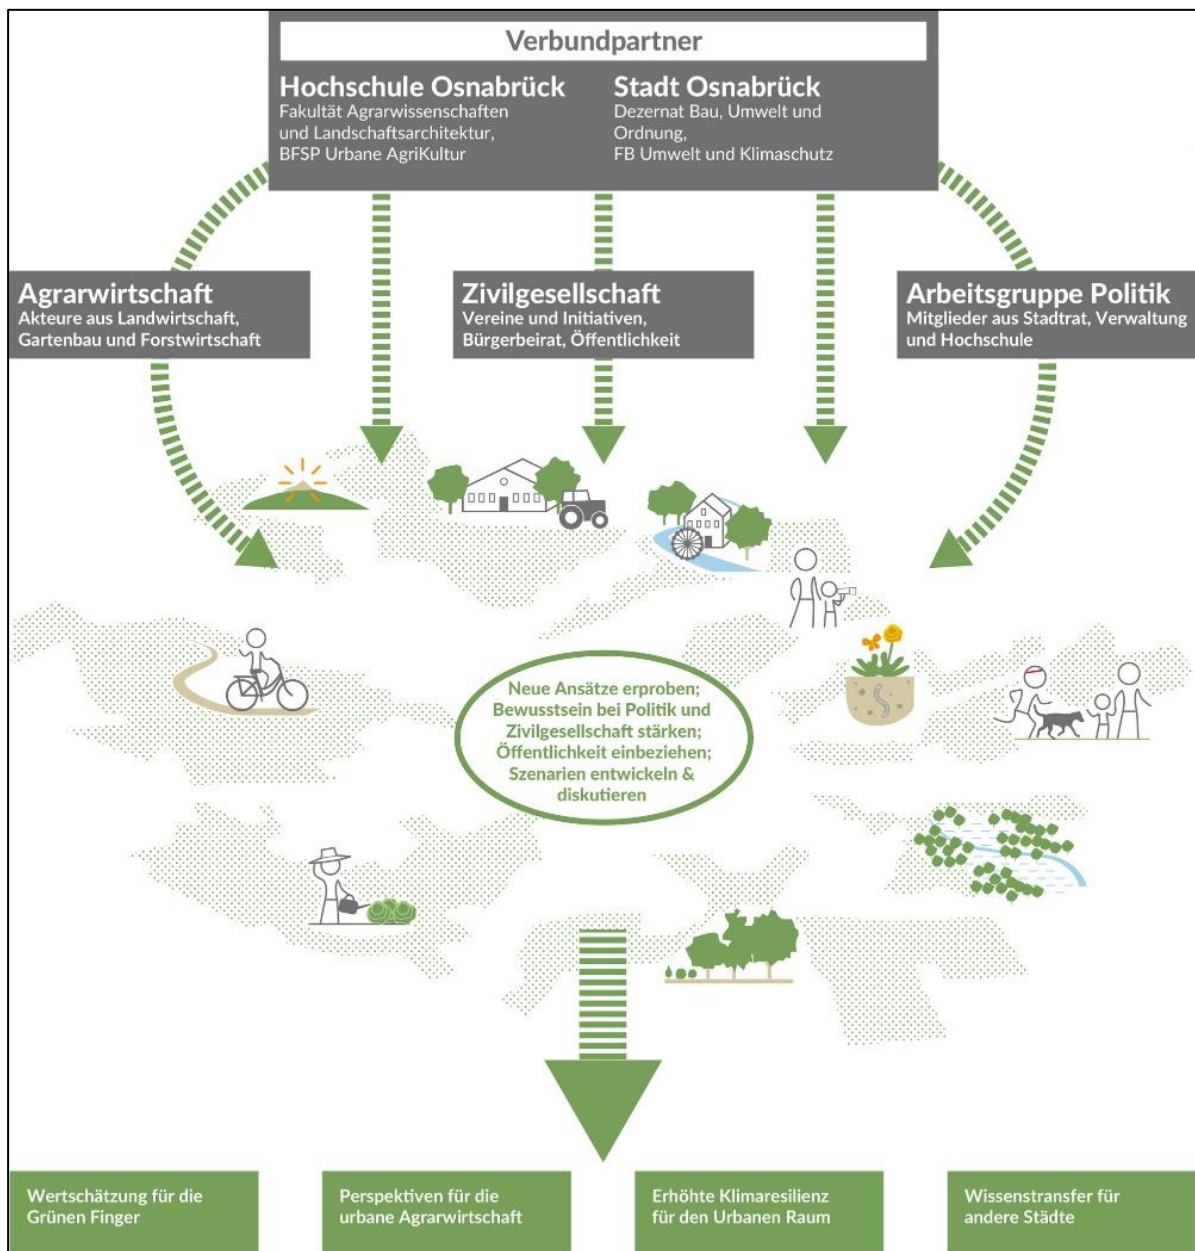 Verbundpartner
Hochschule Osnabrück
Fakultät Agrarwissenschaften
und Landschaftsarchitektur,
BFSP Urbane AgriKultur
Stadt Osnabrück
Dezernat Bau, Umwelt und
Ordnung,
FB Umwelt und Klimaschutz
Agrarwirtschaft
Akteure aus Landwirtschaft,
Gartenbau und Forstwirtschaft
Zivilgesellschaft
Vereine und Initiativen,
Bürgerbeirat, Öffentlichkeit
Arbeitsgruppe Politik
Mitglieder aus Stadtrat, Verwaltung
und Hochschule
Neue Ansätze erproben;
Bewusstsein bei Politik und
Zivilgesellschaft stärken;
Öffentlichkeit einbeziehen;
Szenarien entwickeln &
diskutieren
Wertschätzung für die
Grünen Finger
Perspektiven für die
urbane Agrarwirtschaft
Erhöhte Klimaresilienz
für den Urbanen Raum
Wissenstransfer für
andere Städte